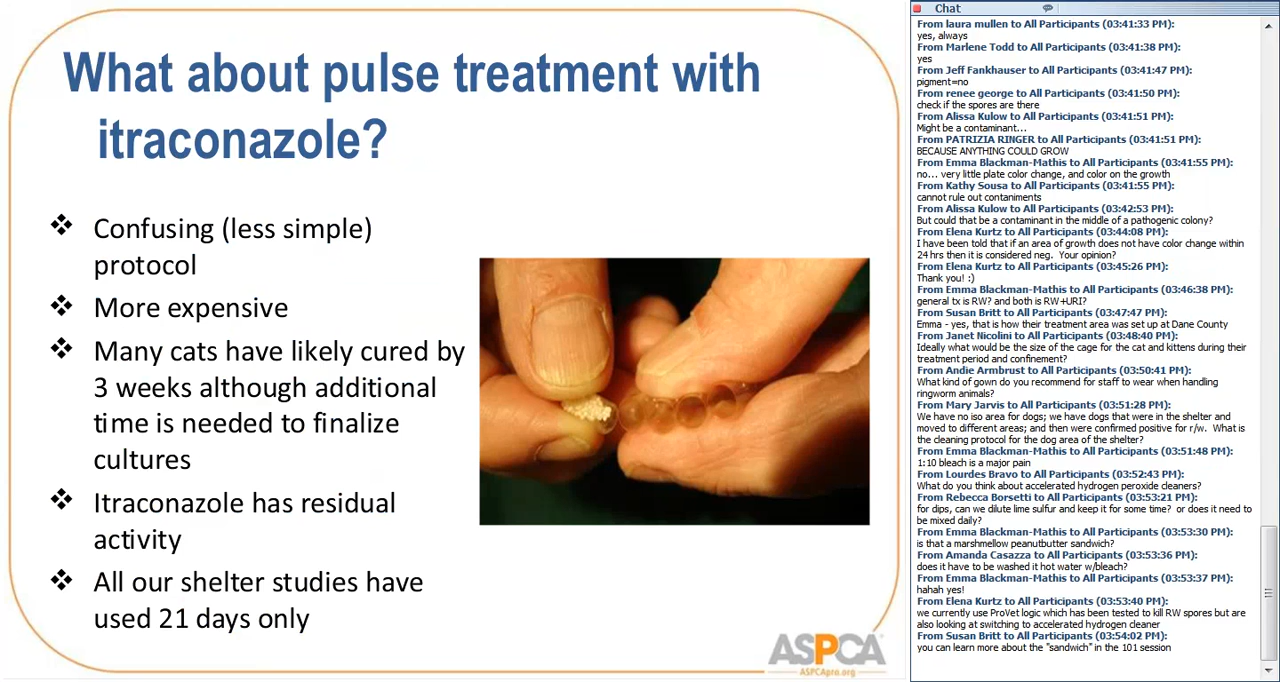 What about pulse treatment with
itraconazole?
Confusing (less simple)
protocol
More expensive
Many cats have likely cured by
3 weeks although additional
time is needed to finalize
cultures
Itraconazole has residual
activity
All our shelter studies have
used 21 days only
ASPCA
ASPCApro.org
Chat
From laura mullen to All Participants (03:41:33 PM):
yes, always
From Marlene Todd to All Participants (03:41:38 PM):
yes
From Jeff Fankhauser to All Participants (03:41:47 PM):
pigment=no
From renee george to All Participants (03:41:50 PM):
check if the spores are there
From Alissa Kulow to All Participants (03:41:51 PM):
Might be a contaminant...
From PATRIZIA RINGER to All Participants (03:41:51 PM):
BECAUSE ANYTHING COULD GROW
From Emma Blackman-Mathis to All Participants (03:41:55 PM):
no... very little plate color change, and color on the growth
From Kathy Sousa to All Participants (03:41:55 PM):
cannot rule out contaniments
From Alissa Kulow to All Participants (03:42:53 PM):
But could that be a contaminant in the middle of a pathogenic colony?
From Elena Kurtz to All Participants (03:44:08 PM):
I have been told that if an area of growth does not have color change within
24 hrs then it is considered neg.  Your opinion?
From Elena Kurtz to All Participants (03:45:26 PM):
Thank you! :)
From Emma Blackman-Mathis to All Participants (03:46:38 PM):
general tx is RW? and both is RW+URI?
From Susan Britt to All Participants (03:47:47 PM):
Emma - yes, that is how their treatment area was set up at Dane County
From Janet Nicolini to All Participants (03:48:40 PM):
Ideally what would be the size of the cage for the cat and kittens during their
treatment period and confinement?
From Andie Armbrust to All Participants (03:50:41 PM):
What kind of gown do you recommend for staff to wear when handling
ringworm animals?
From Mary Jarvis to All Participants (03:51:28 PM):
We have no iso area for dogs; we have dogs that were in the shelter and
moved to different areas; and then were confirmed positive for r/w.  What is
the cleaning protocol for the dog area of the shelter?
From Emma Blackman-Mathis to All Participants (03:51:48 PM):
1:10 bleach is a major pain
From Lourdes Bravo to All Participants (03:52:43 PM):
What do you think about accelerated hydrogen peroxide cleaners?
From Rebecca Borsetti to All Participants (03:53:21 PM):
for dips, can we dilute lime sulfur and keep it for some time?  or does it need to
be mixed daily?
From Emma Blackman-Mathis to All Participants (03:53:30 PM):
is that a marshmellow peanutbutter sandwich?
From Amanda Casazza to All Participants (03:53:36 PM):
does it have to be washed it hot water w/bleach?
From Emma Blackman-Mathis to All Participants (03:53:37 PM):
hahah yes!
From Elena Kurtz to All Participants (03:53:40 PM):
we currently use ProVet logic which has been tested to kill RW spores but are
also looking at switching to accelerated hydrogen cleaner
From Susan Britt to All Participants (03:54:02 PM):
you can learn more about the "sandwich" in the 101 session